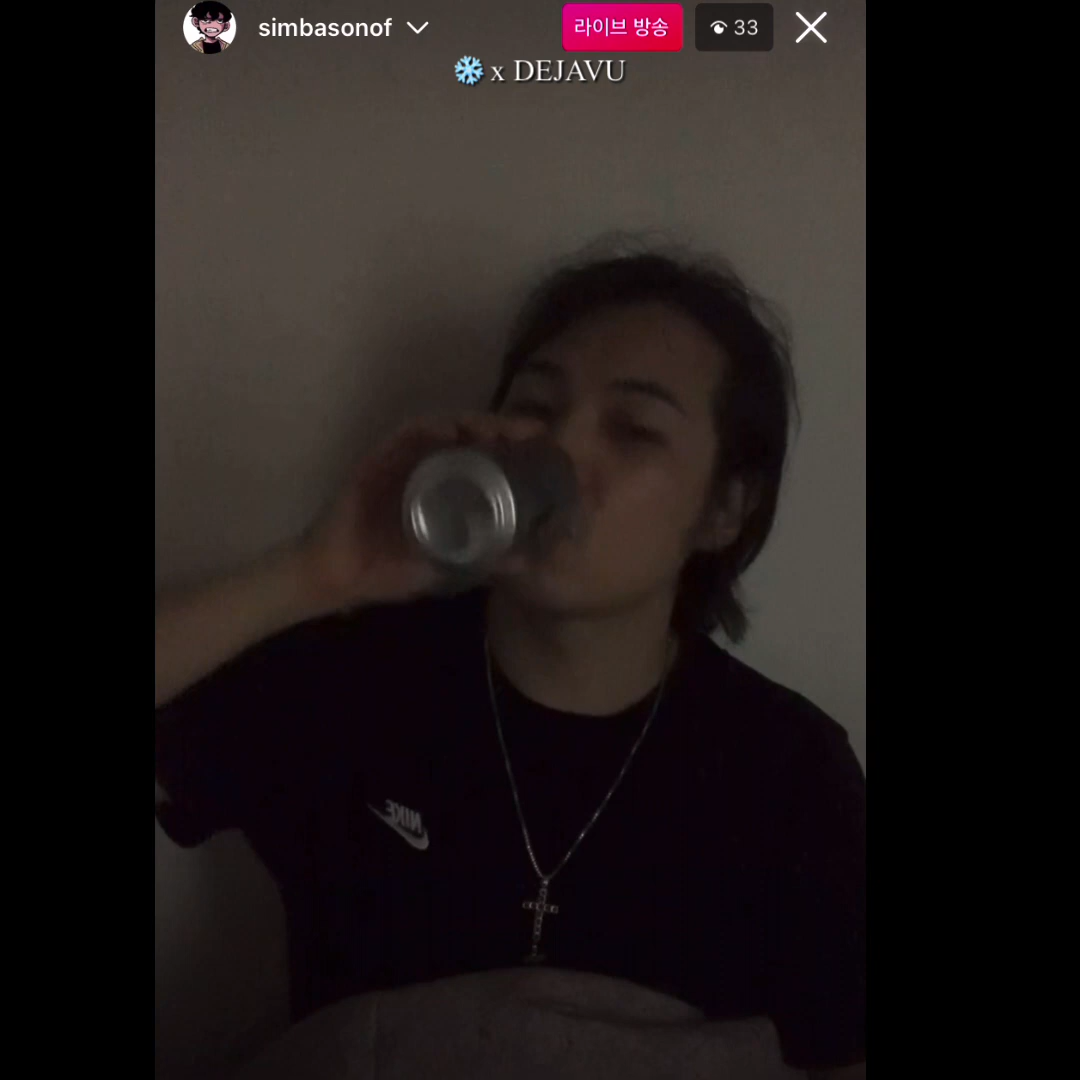 simbasonof
라이브 방송
33
❄️ x DEJAVU
NIKE